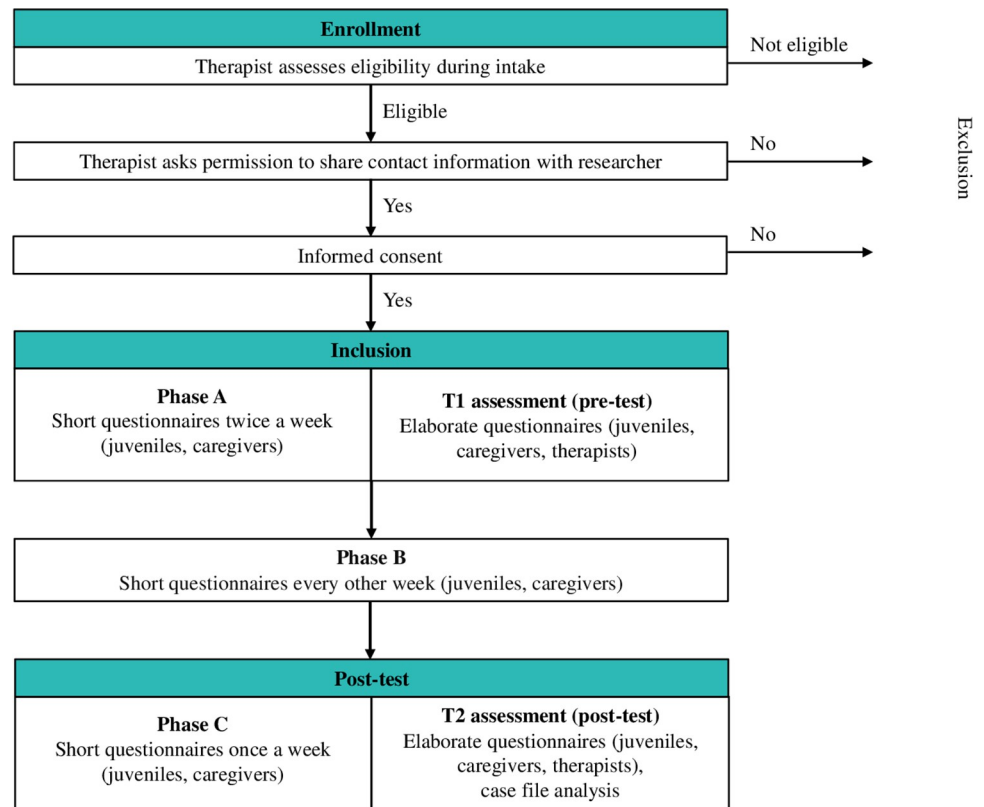 Enrollment
Therapist assesses eligibility during intake
Not eligible
Eligible
Therapist asks permission to share contact information with researcher
No
Exclusion
Yes
Informed consent
No
Yes
Inclusion
Phase A
Short questionnaires twice a week
(juveniles, caregivers)
T1 assessment (pre-test)
Elaborate questionnaires (juveniles,
caregivers, therapists)
Phase B
Short questionnaires every other week (juveniles, caregivers)
Post-test
Phase C
Short questionnaires once a week
(juveniles, caregivers)
T2 assessment (post-test)
Elaborate questionnaires (juveniles,
caregivers, therapists),
case file analysis